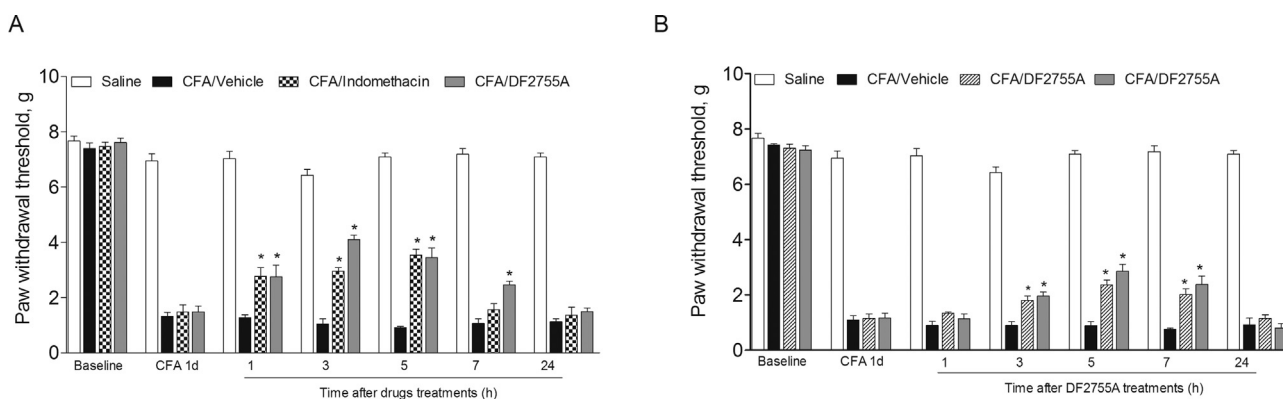 A
Saline CFA/Vehicle CFA/Indomethacin CFA/DF2755A
Paw withdrawal threshold, g
10
8
6
4
2
0
* * * * * * *
Baseline CFA 1d 1 3 5 7 24
Time after drugs treatments (h)
B
Saline CFA/Vehicle CFA/DF2755A CFA/DF2755A
Paw withdrawal threshold, g
10
8
6
4
2
0
* * * * * *
Baseline CFA 1d 1 3 5 7 24
Time after DF2755A treatments (h)